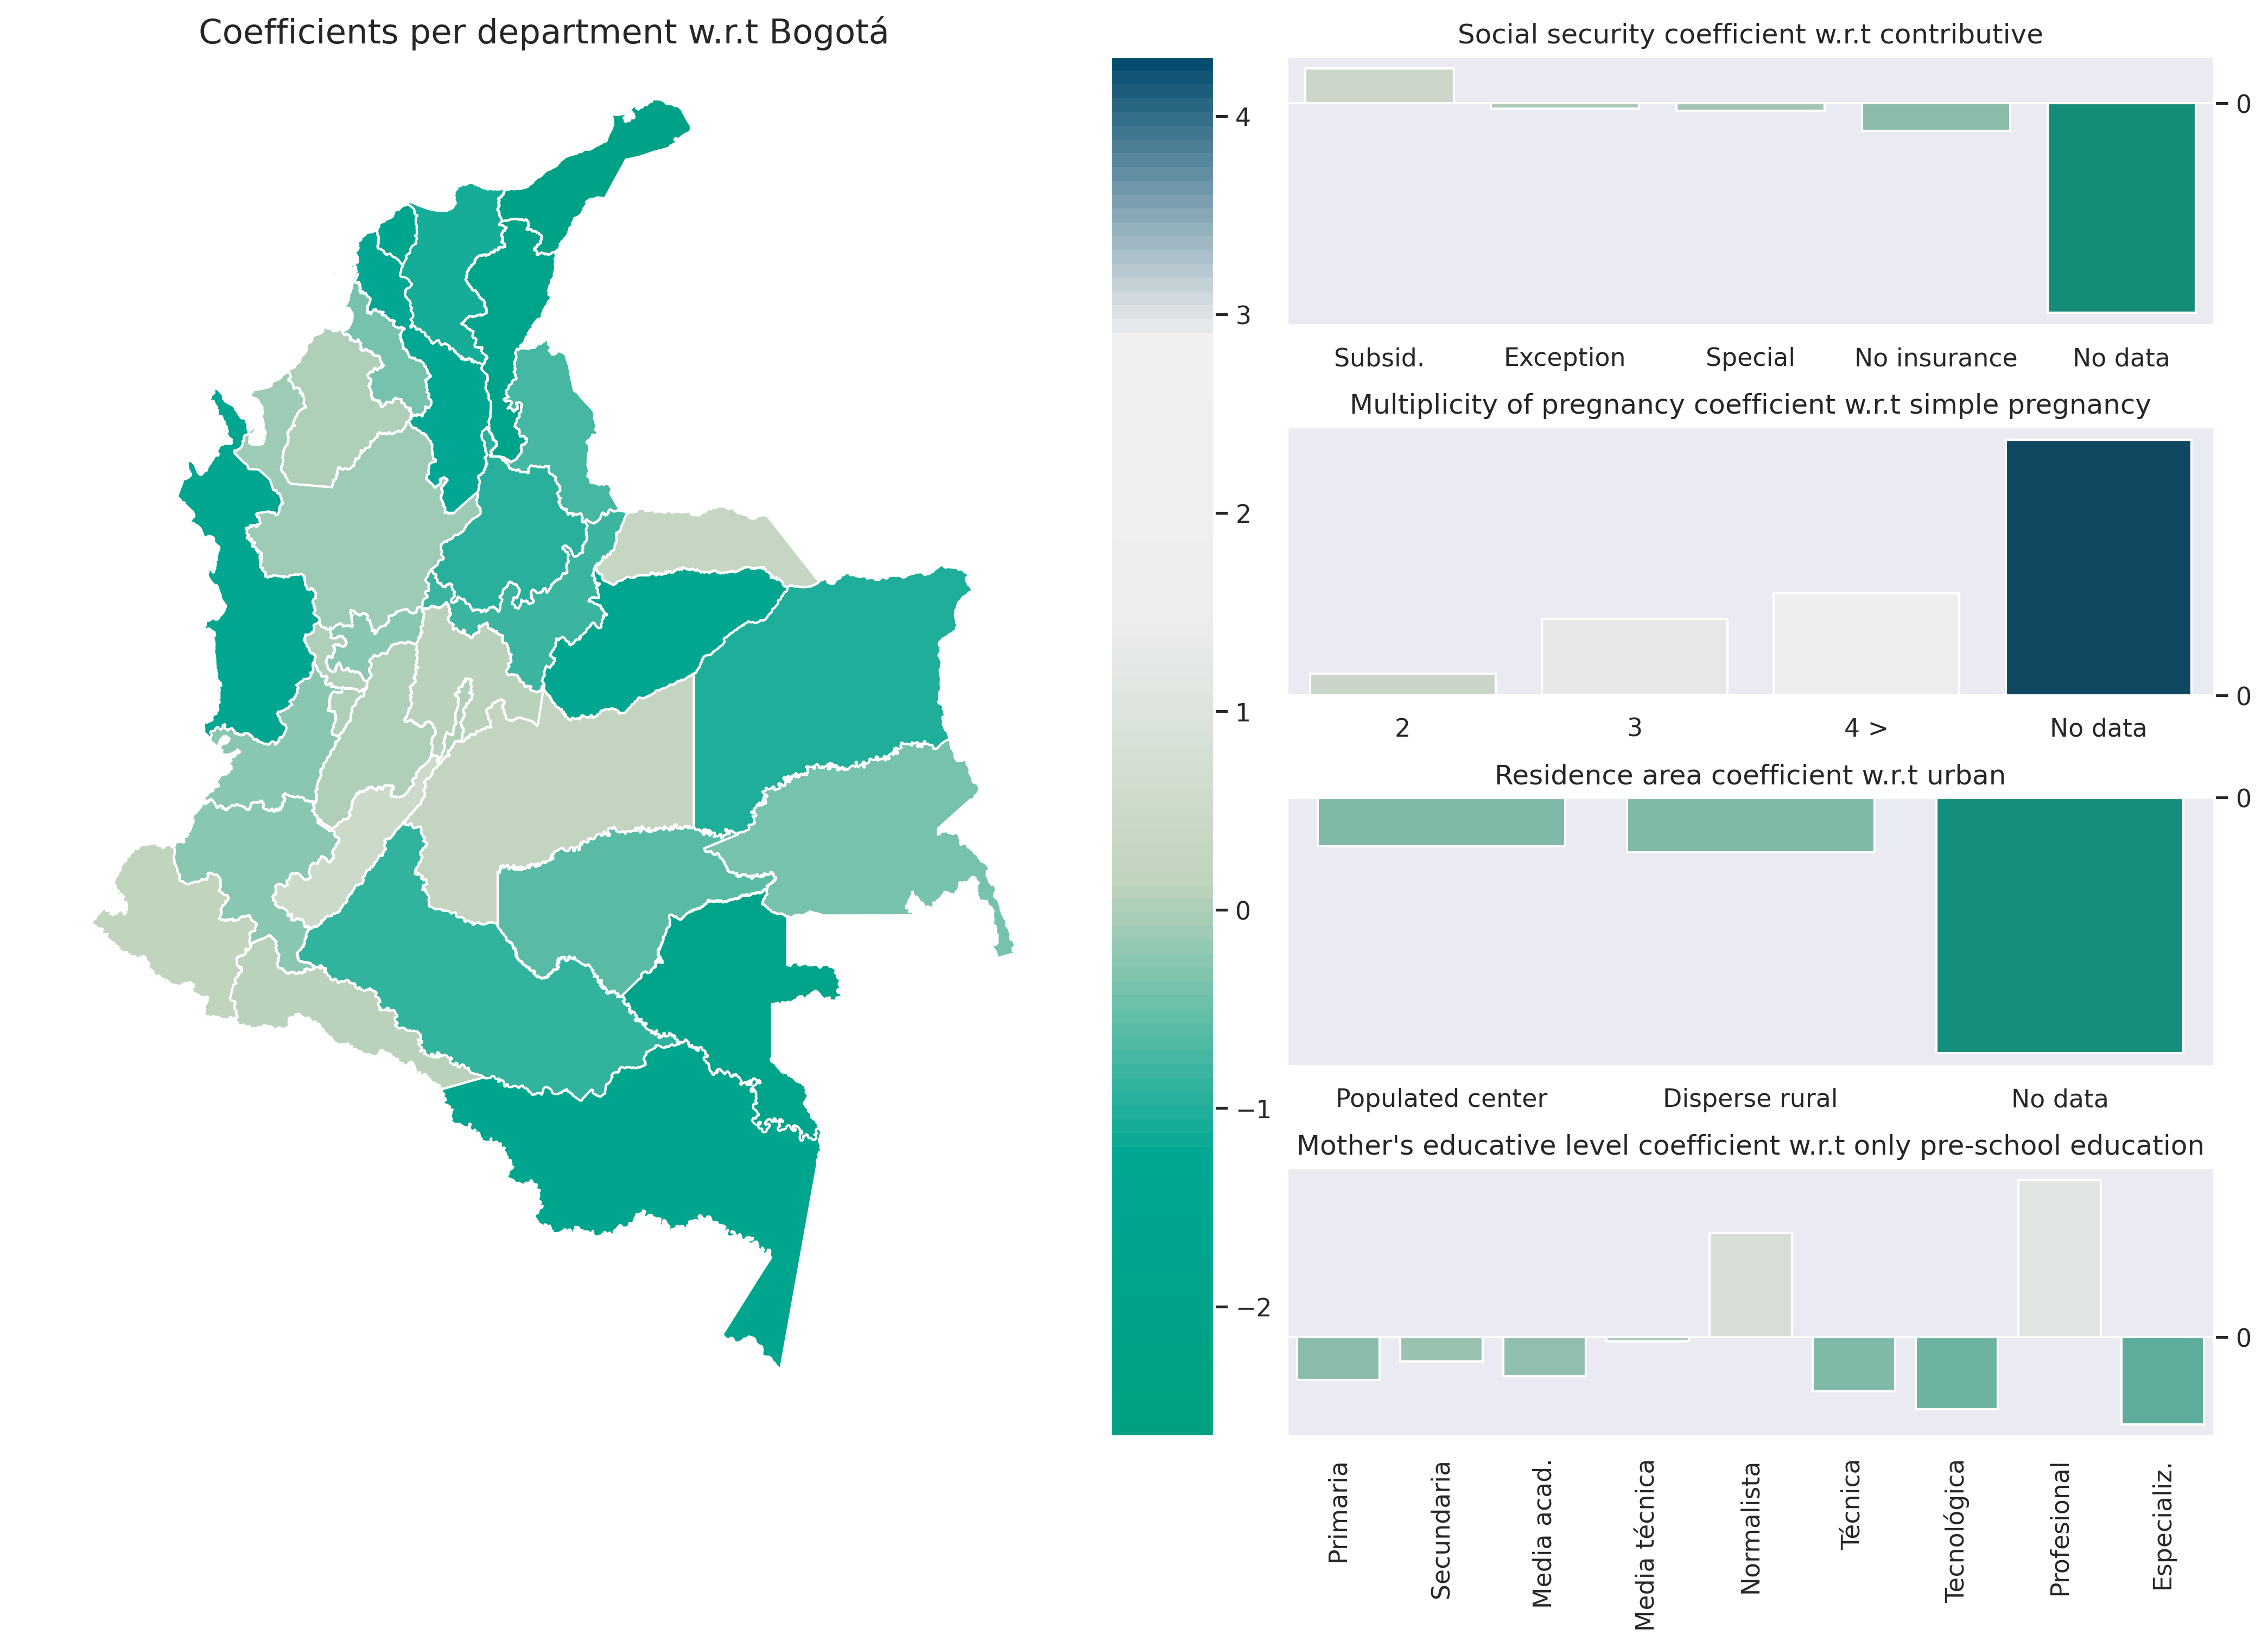 Coefficients per department w.r.t Bogotá
4
3
2
1
0
−1
−2
Social security coefficient w.r.t contributive
0
Subsid. Exception Special No insurance No data
Multiplicity of pregnancy coefficient w.r.t simple pregnancy
0
2 3 4 > No data
Residence area coefficient w.r.t urban
0
Populated center Disperse rural No data
Mother's educative level coefficient w.r.t only pre-school education
0
Primaria
Secundaria
Media acad.
Media técnica
Normalista
Técnica
Tecnológica
Profesional
Especializ.